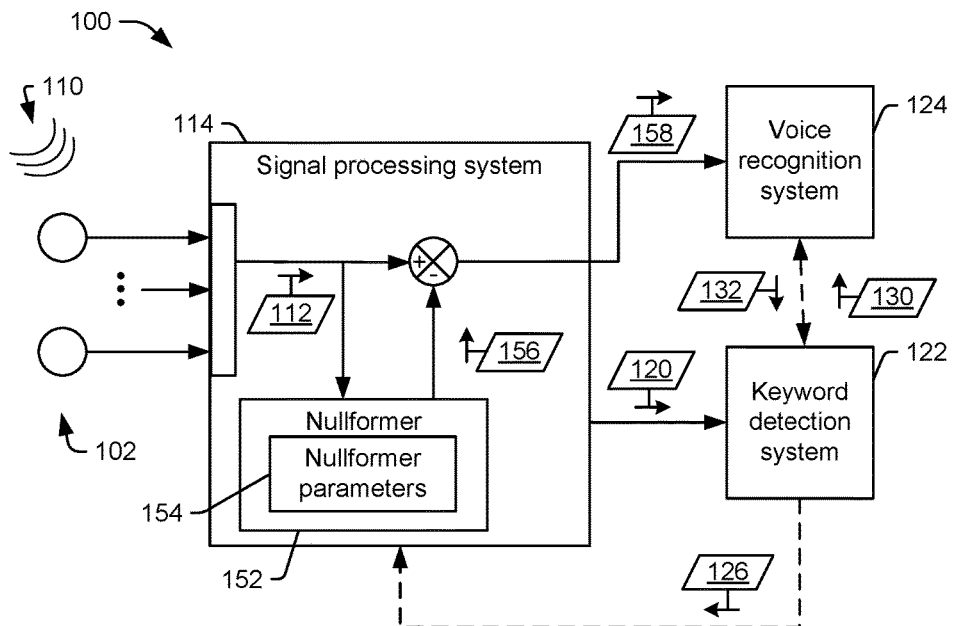 100
110
114
Signal processing system
158
124
Voice
recognition
system
+
-
112
156
132
130
120
122
Keyword
detection
system
102
Nullformer
Nullformer
parameters
154
152
126